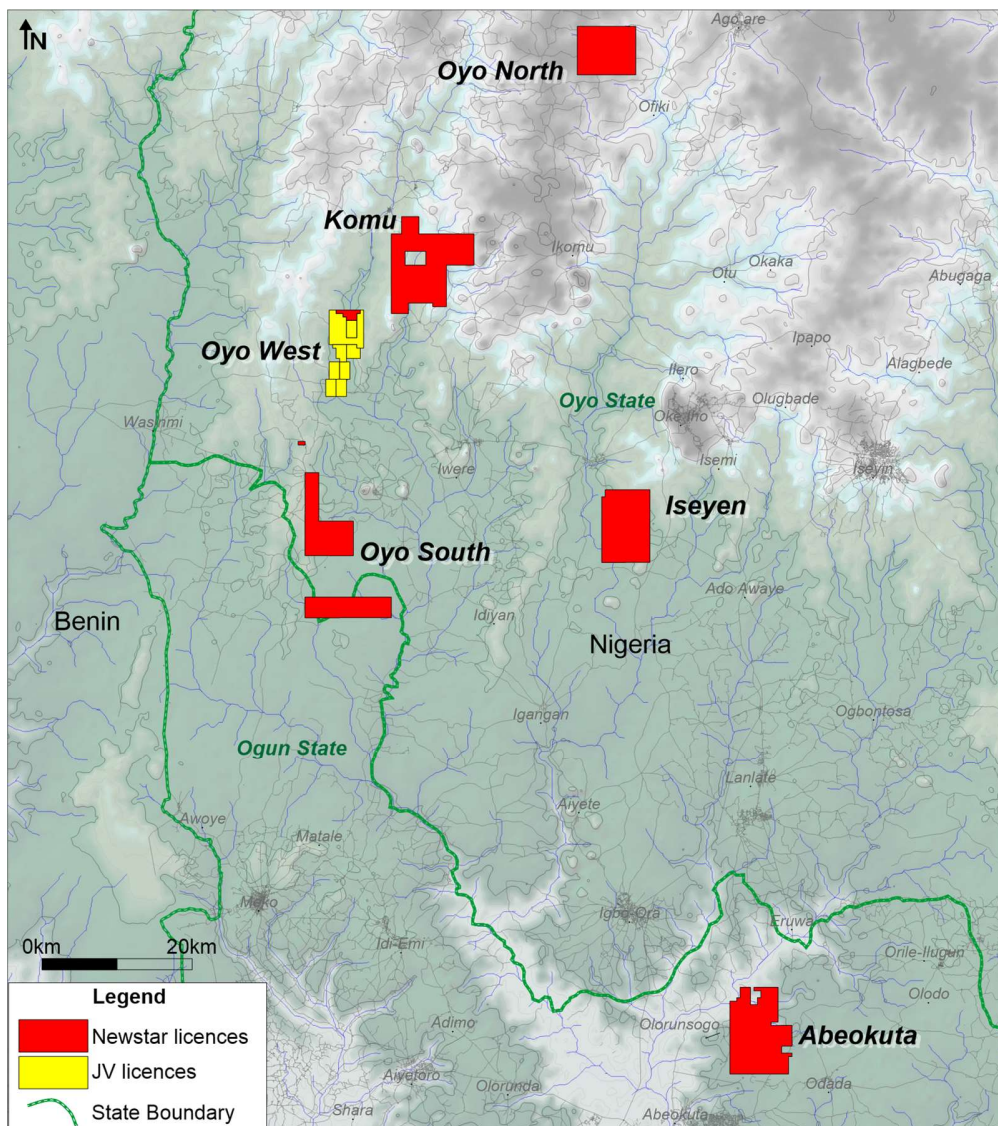 N
Ago are
Oyo North
Ofiki
Komu
Ikomu
Okaka
Otu
Abugaga
Oyo West
Ipapo
Alagbede
Ilero
Oyo State
Olugbade
Oke Iho
Wasinmi
Iwere
Isemi
Iseyin
Iseyen
Oyo South
Ado Awaye
Benin
Idiyan
Nigeria
Igangan
Ogbontosa
Ogun State
Lanlate
Aiyete
Awoye
Matale
Meko
Igbo-Ora
Eruwa
Idi-Emi
Orile-Ilugun
0km 20km
Olodo
Legend
Newstar licences
Adimo
Olorunsogo
Abeokuta
JV licences
Aiyetoro
Olorunda
Odada
State Boundary
Shara
Abeokuta